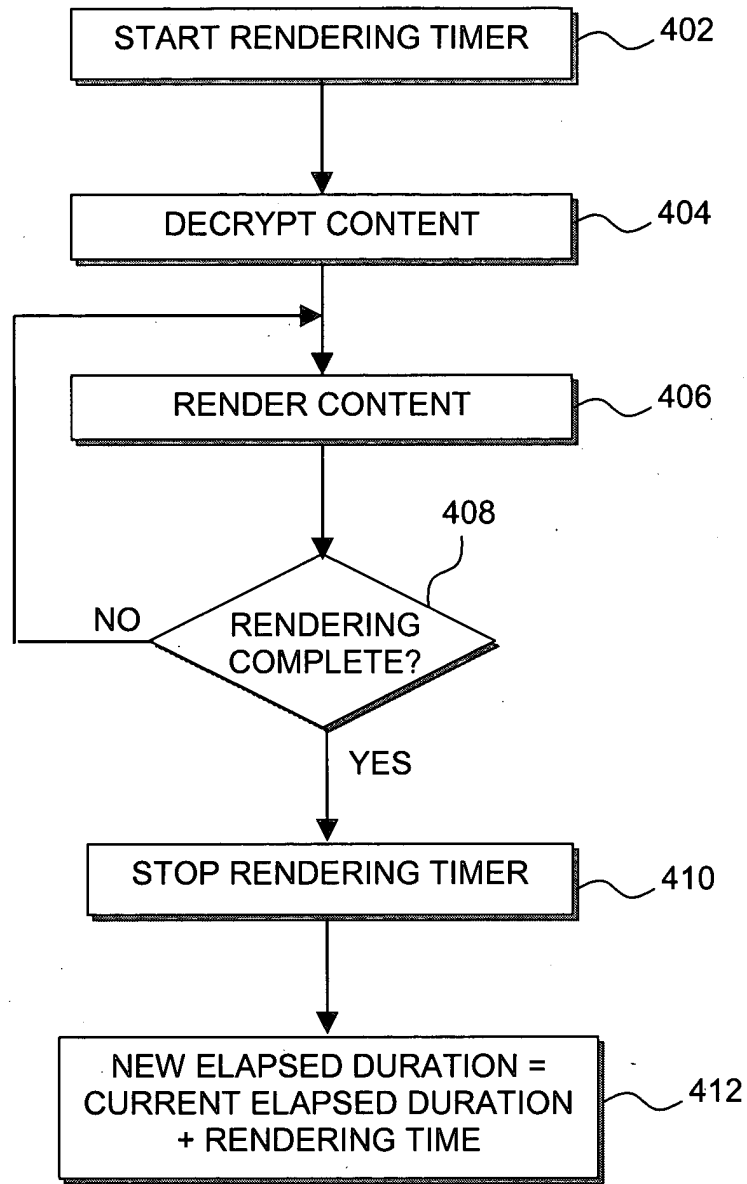 START RENDERING TIMER
402
DECRYPT CONTENT
404
RENDER CONTENT
406
408
RENDERING
COMPLETE?
NO
YES
STOP RENDERING TIMER
410
NEW ELAPSED DURATION =
CURRENT ELAPSED DURATION
+ RENDERING TIME
412